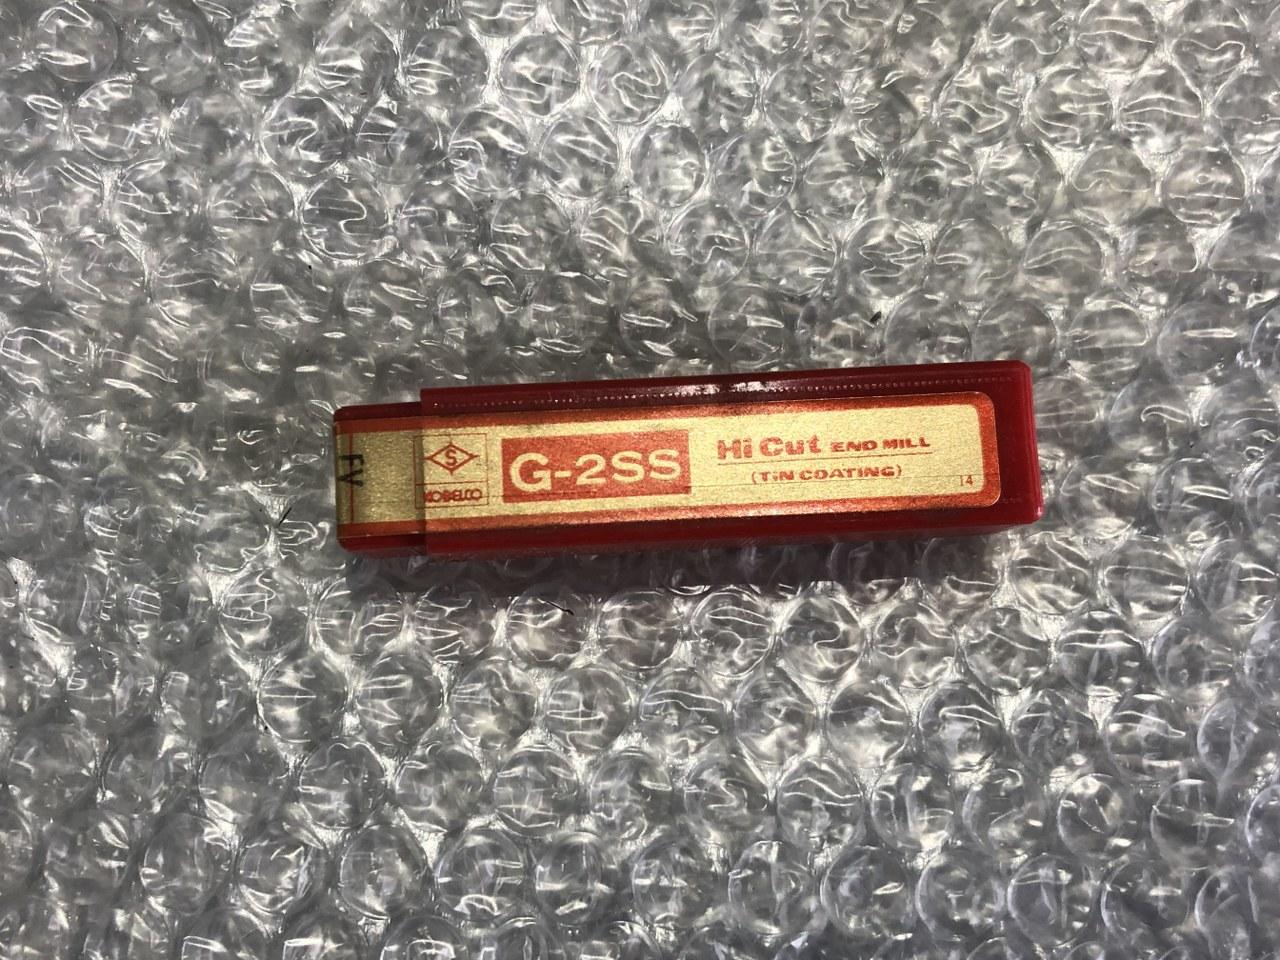 FV
S
KOBELCO
G-2SS
Hi Cut END MILL
(TiN COATING)
14